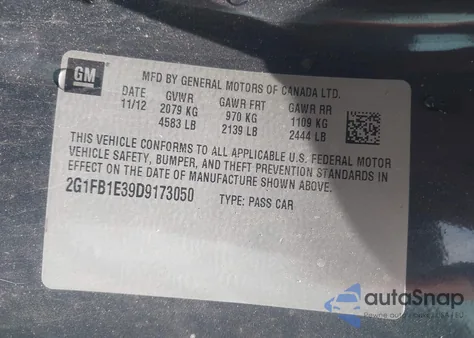 GM
MFD BY GENERAL MOTORS OF CANADA LTD.
DATE GVWR GAWR FRT GAWR RR
11/12 2079 KG 970 KG 1109 KG
4583 LB 2139 LB 2444 LB
THIS VEHICLE CONFORMS TO ALL APPLICABLE U.S. FEDERAL MOTOR
VEHICLE SAFETY, BUMPER, AND THEFT PREVENTION STANDARDS IN
EFFECT ON THE DATE OF MANUFACTURE SHOWN ABOVE.
2G1FB1E39D9173050 TYPE: PASS CAR
autoSnap